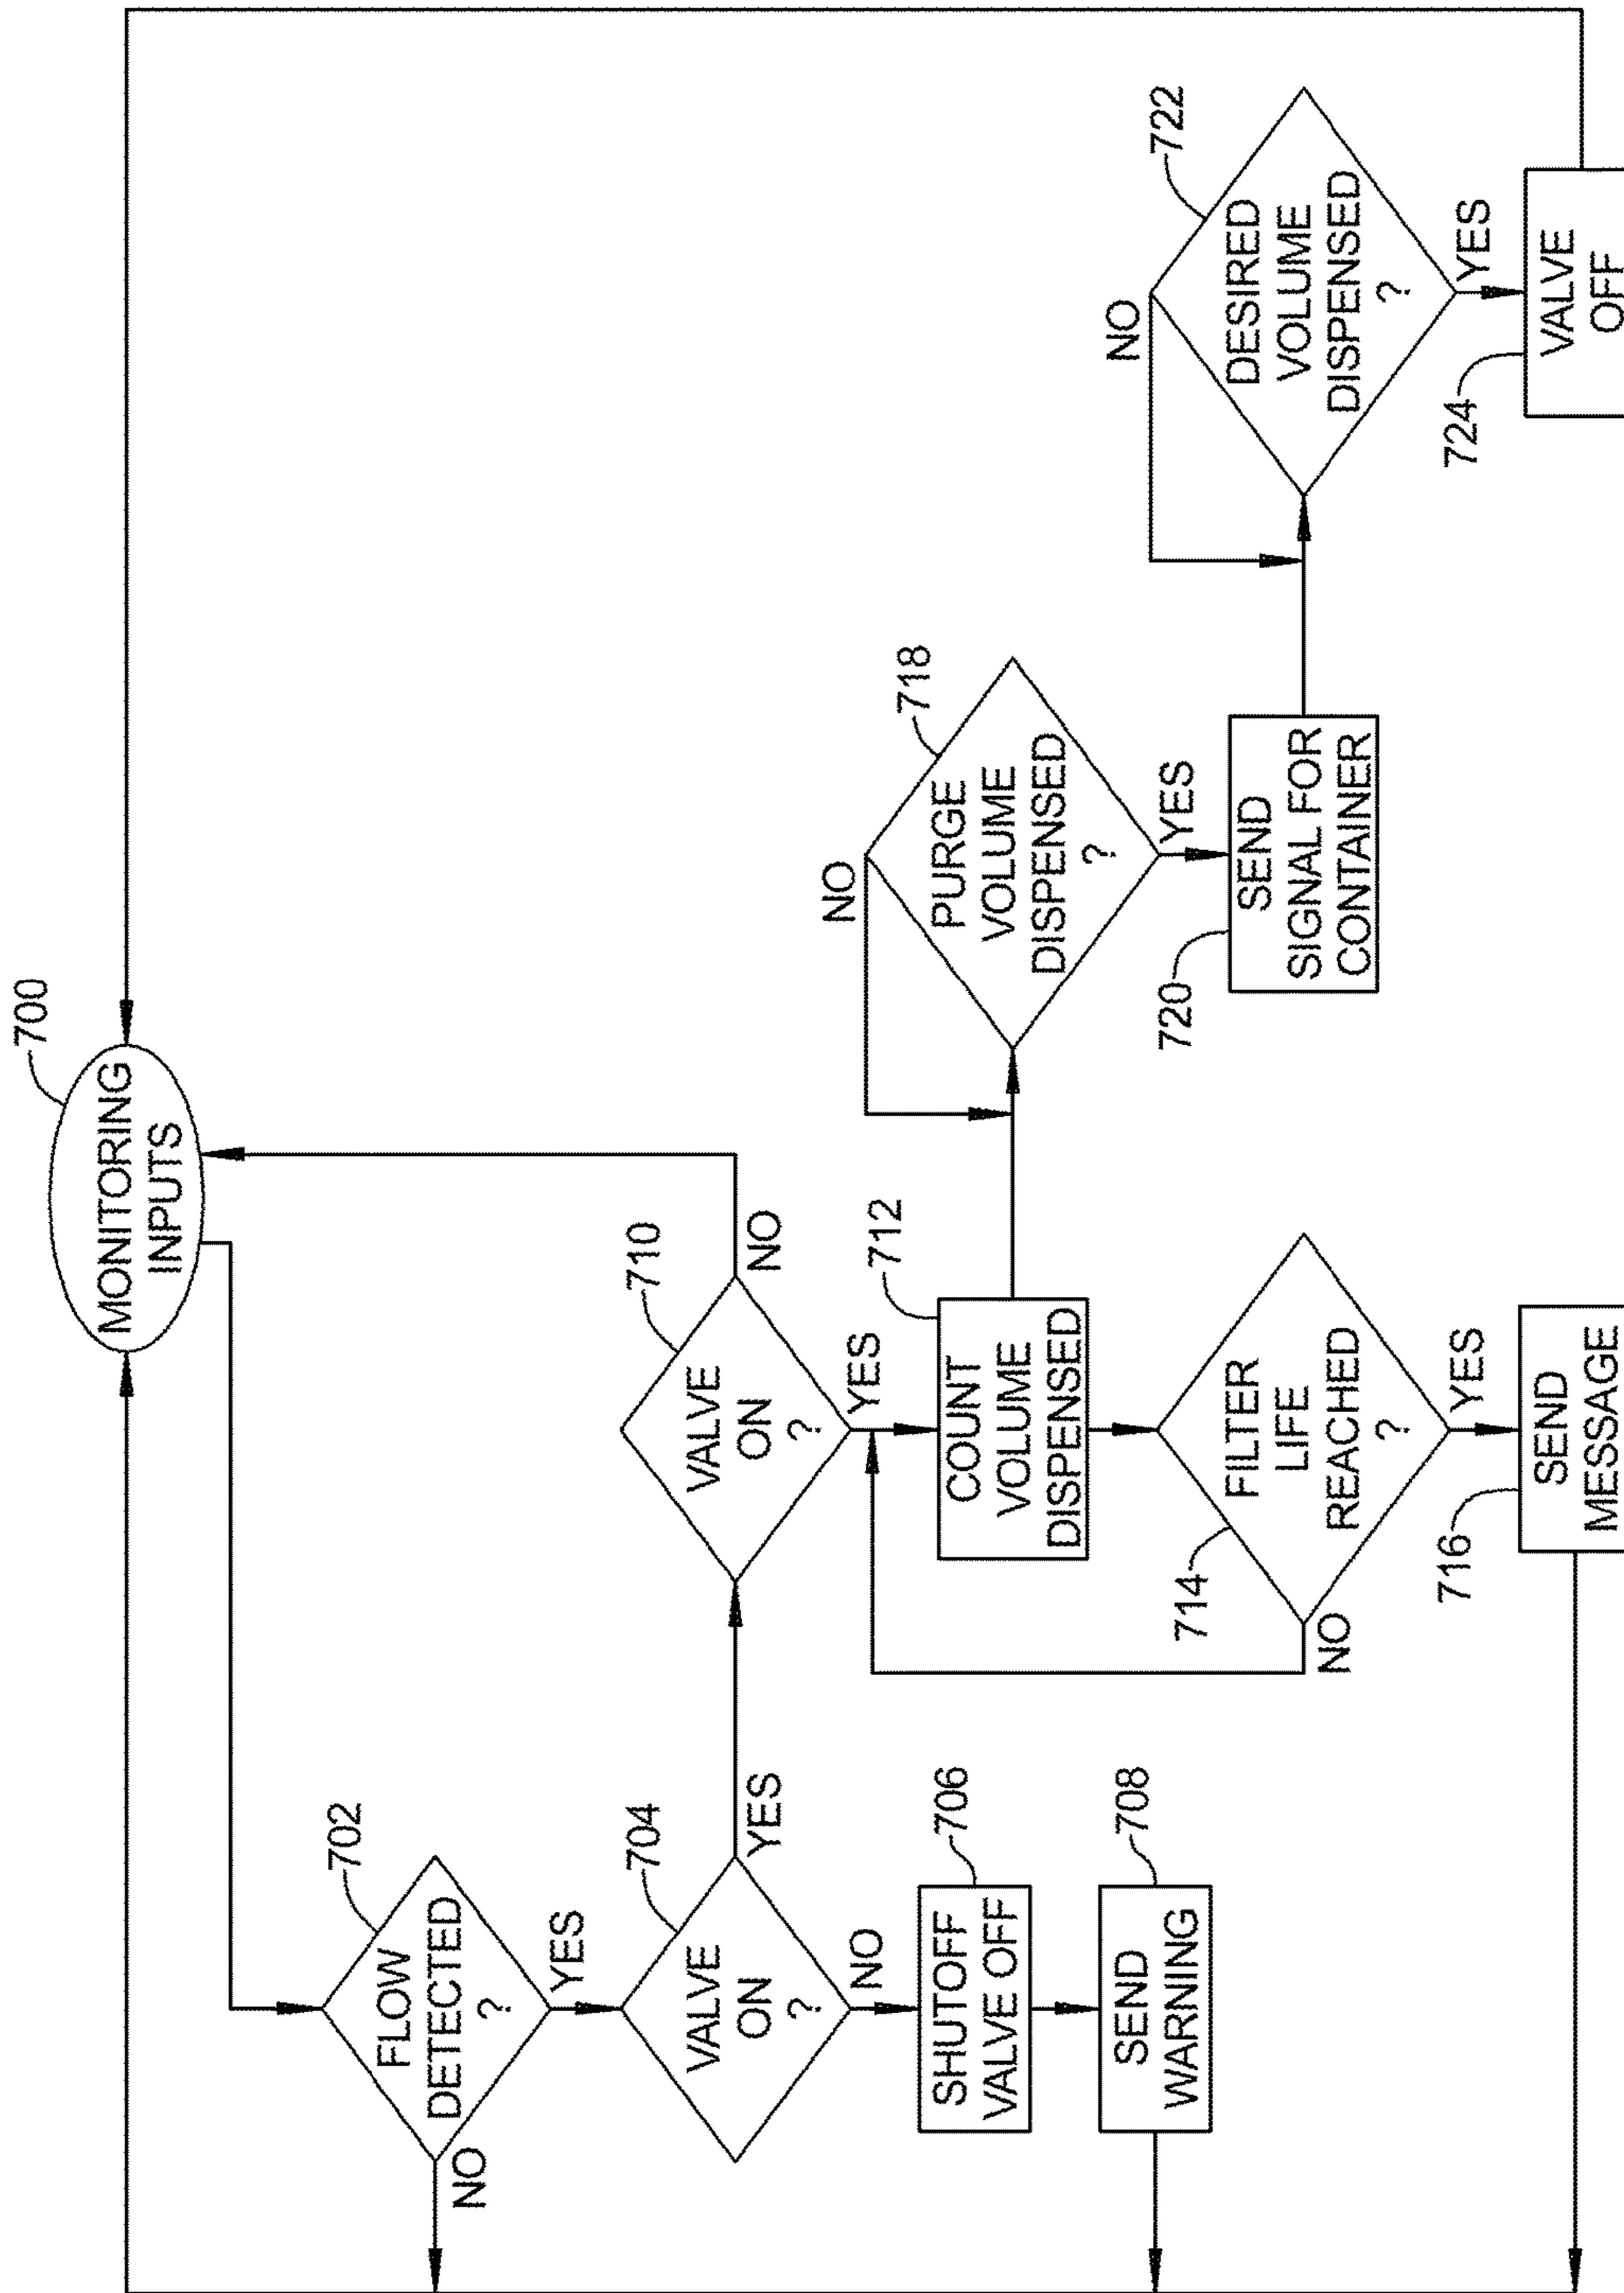 700
MONITORING
INPUTS
702
FLOW
DETECTED
?
NO
YES
704
VALVE
ON
?
YES
NO
706
SHUTOFF
VALVE OFF
708
SEND
WARNING
710
VALVE
ON
?
NO
YES
712
COUNT
VOLUME
DISPENSED
714
FILTER
LIFE
REACHED
?
NO
YES
716
SEND
MESSAGE
718
PURGE
VOLUME
DISPENSED
?
NO
YES
720
SEND
SIGNAL FOR
CONTAINER
722
DESIRED
VOLUME
DISPENSED
?
NO
YES
724
VALVE
OFF